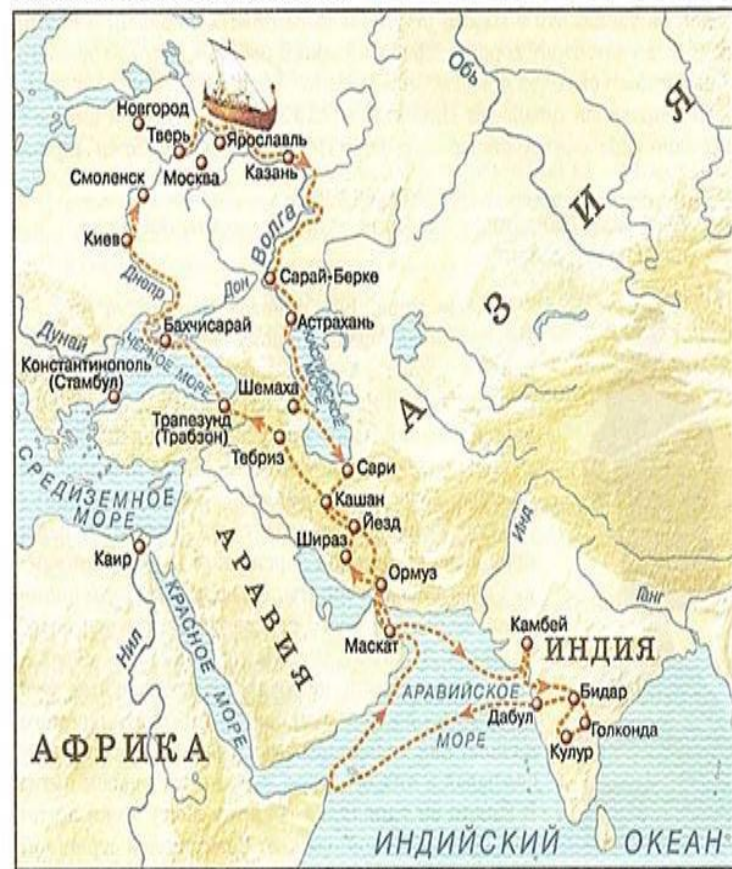 Обь
Новгород
Тверь
Ярославль
Москва
Казань
Смоленск
Волга
Киев
Днепр
Дон
Сарай-Берке
Астрахань
Бахчисарай
Дунай
ЧЕРНОЕ МОРЕ
КАСПИЙСКОЕ
МОРЕ
Константинополь
(Стамбул)
Шемаха
Трапезунд
(Трабзон)
Тебриз
Сари
АЗИЯ
СРЕДИЗЕМНОЕ
МОРЕ
Кашан
Йезд
Шираз
Инд
Каир
АРАВИЯ
Ормуз
Ганг
КРАСНОЕ МОРЕ
Нил
Маскат
Камбей
ИНДИЯ
АРАВИЙСКОЕ
МОРЕ
Бидар
Дабул
Голконда
Кулур
АФРИКА
ИНДИЙСКИЙ ОКЕАН